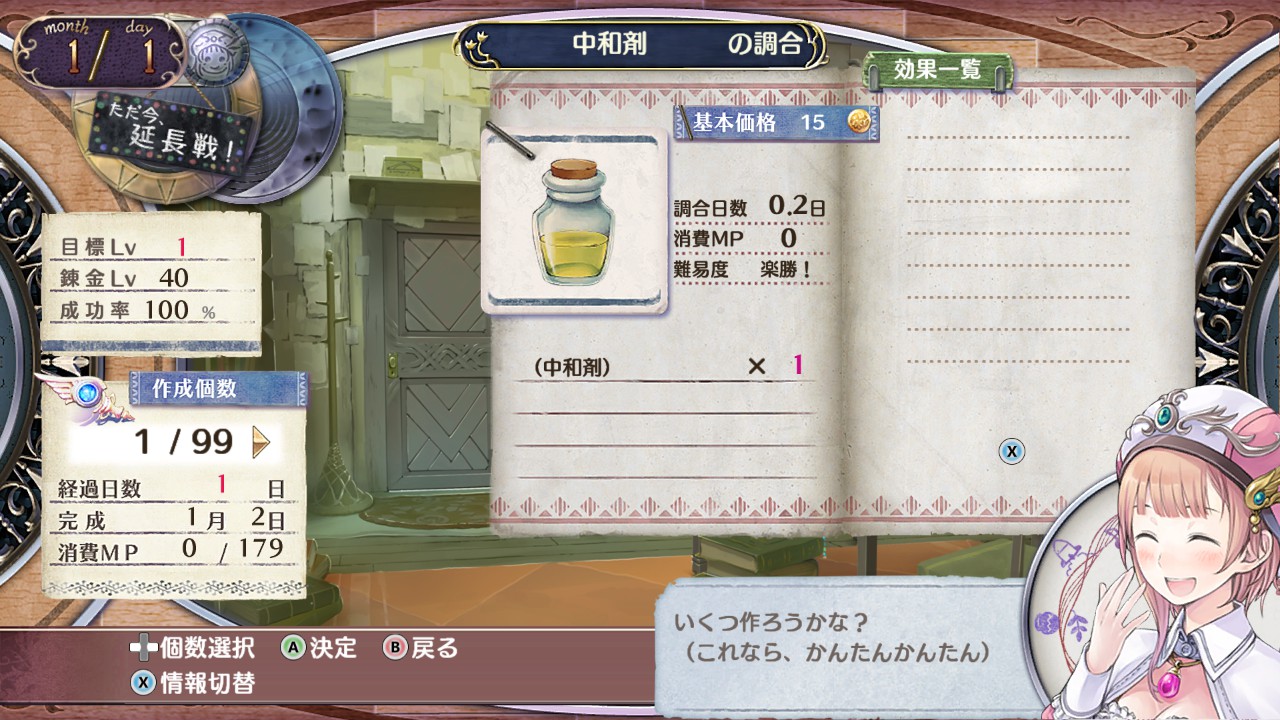 month day
1 / 1
ただ今、
延長戦！
中和剤 の調合
効果一覧
基本価格 15
調合日数 0.2日
消費MP 0
難易度 楽勝！
目標Lv 1
錬金Lv 40
成功率 100 %
（中和剤） × 1
作成個数
1 / 99
経過日数 1 日
完成 1月 2日
消費MP 0 / 179
X
いくつ作ろうかな？
（これなら、かんたんかんたん）
個数選択 A 決定 B 戻る
X 情報切替